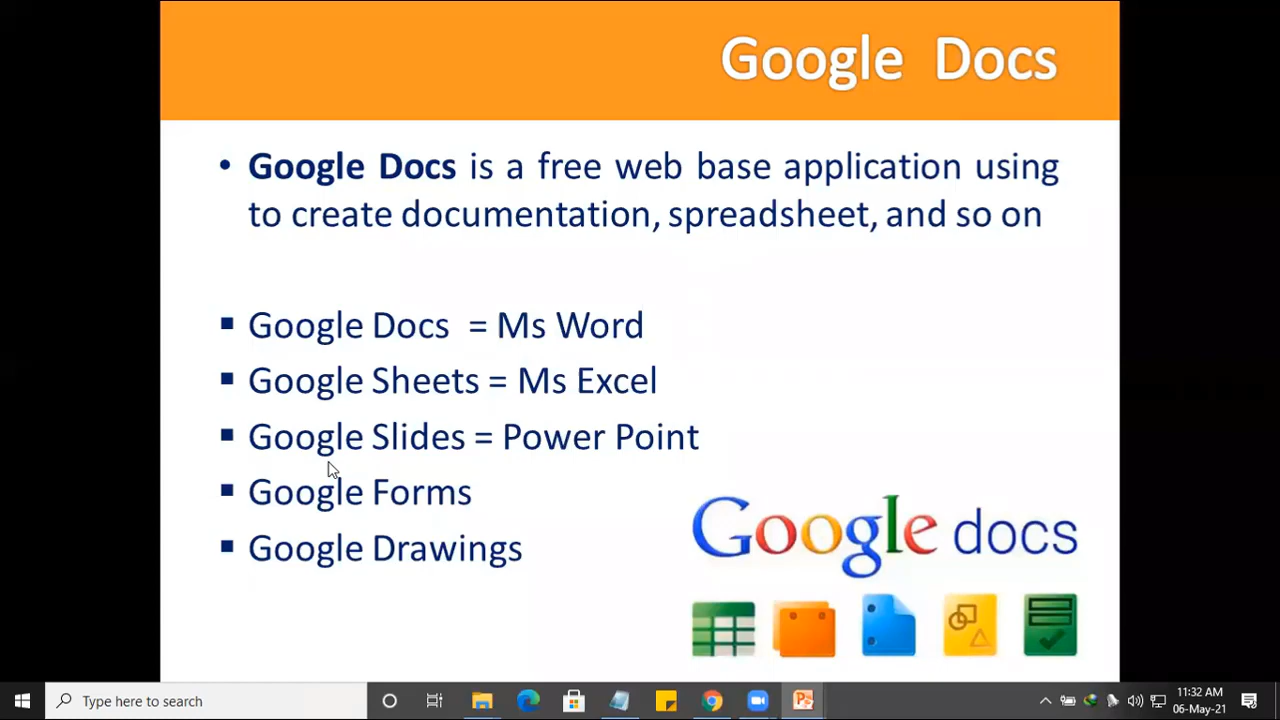 Google Docs
• Google Docs is a free web base application using
to create documentation, spreadsheet, and so on
▪ Google Docs = Ms Word
▪ Google Sheets = Ms Excel
▪ Google Slides = Power Point
▪ Google Forms
▪ Google Drawings
Google docs
Type here to search
11:32 AM
06-May-21